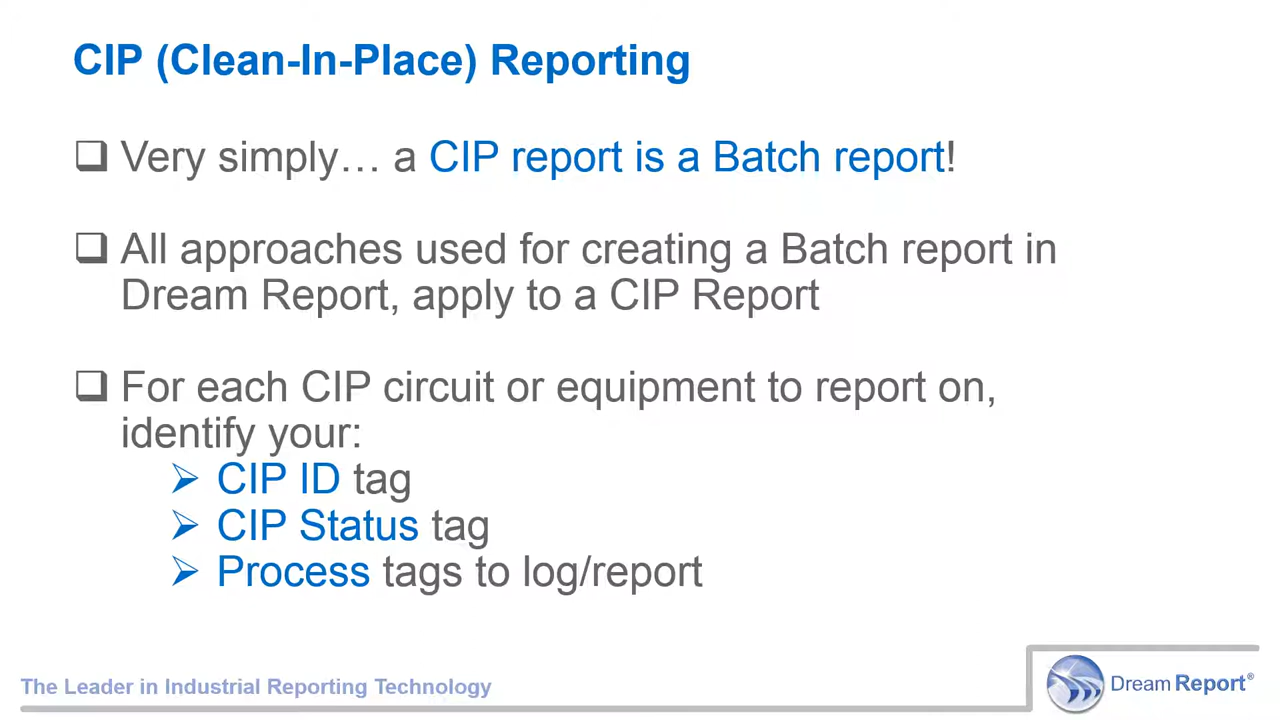 CIP (Clean-In-Place) Reporting
❑ Very simply… a CIP report is a Batch report!
❑ All approaches used for creating a Batch report in
Dream Report, apply to a CIP Report
❑ For each CIP circuit or equipment to report on,
identify your:
➢ CIP ID tag
➢ CIP Status tag
➢ Process tags to log/report
The Leader in Industrial Reporting Technology
Dream Report®